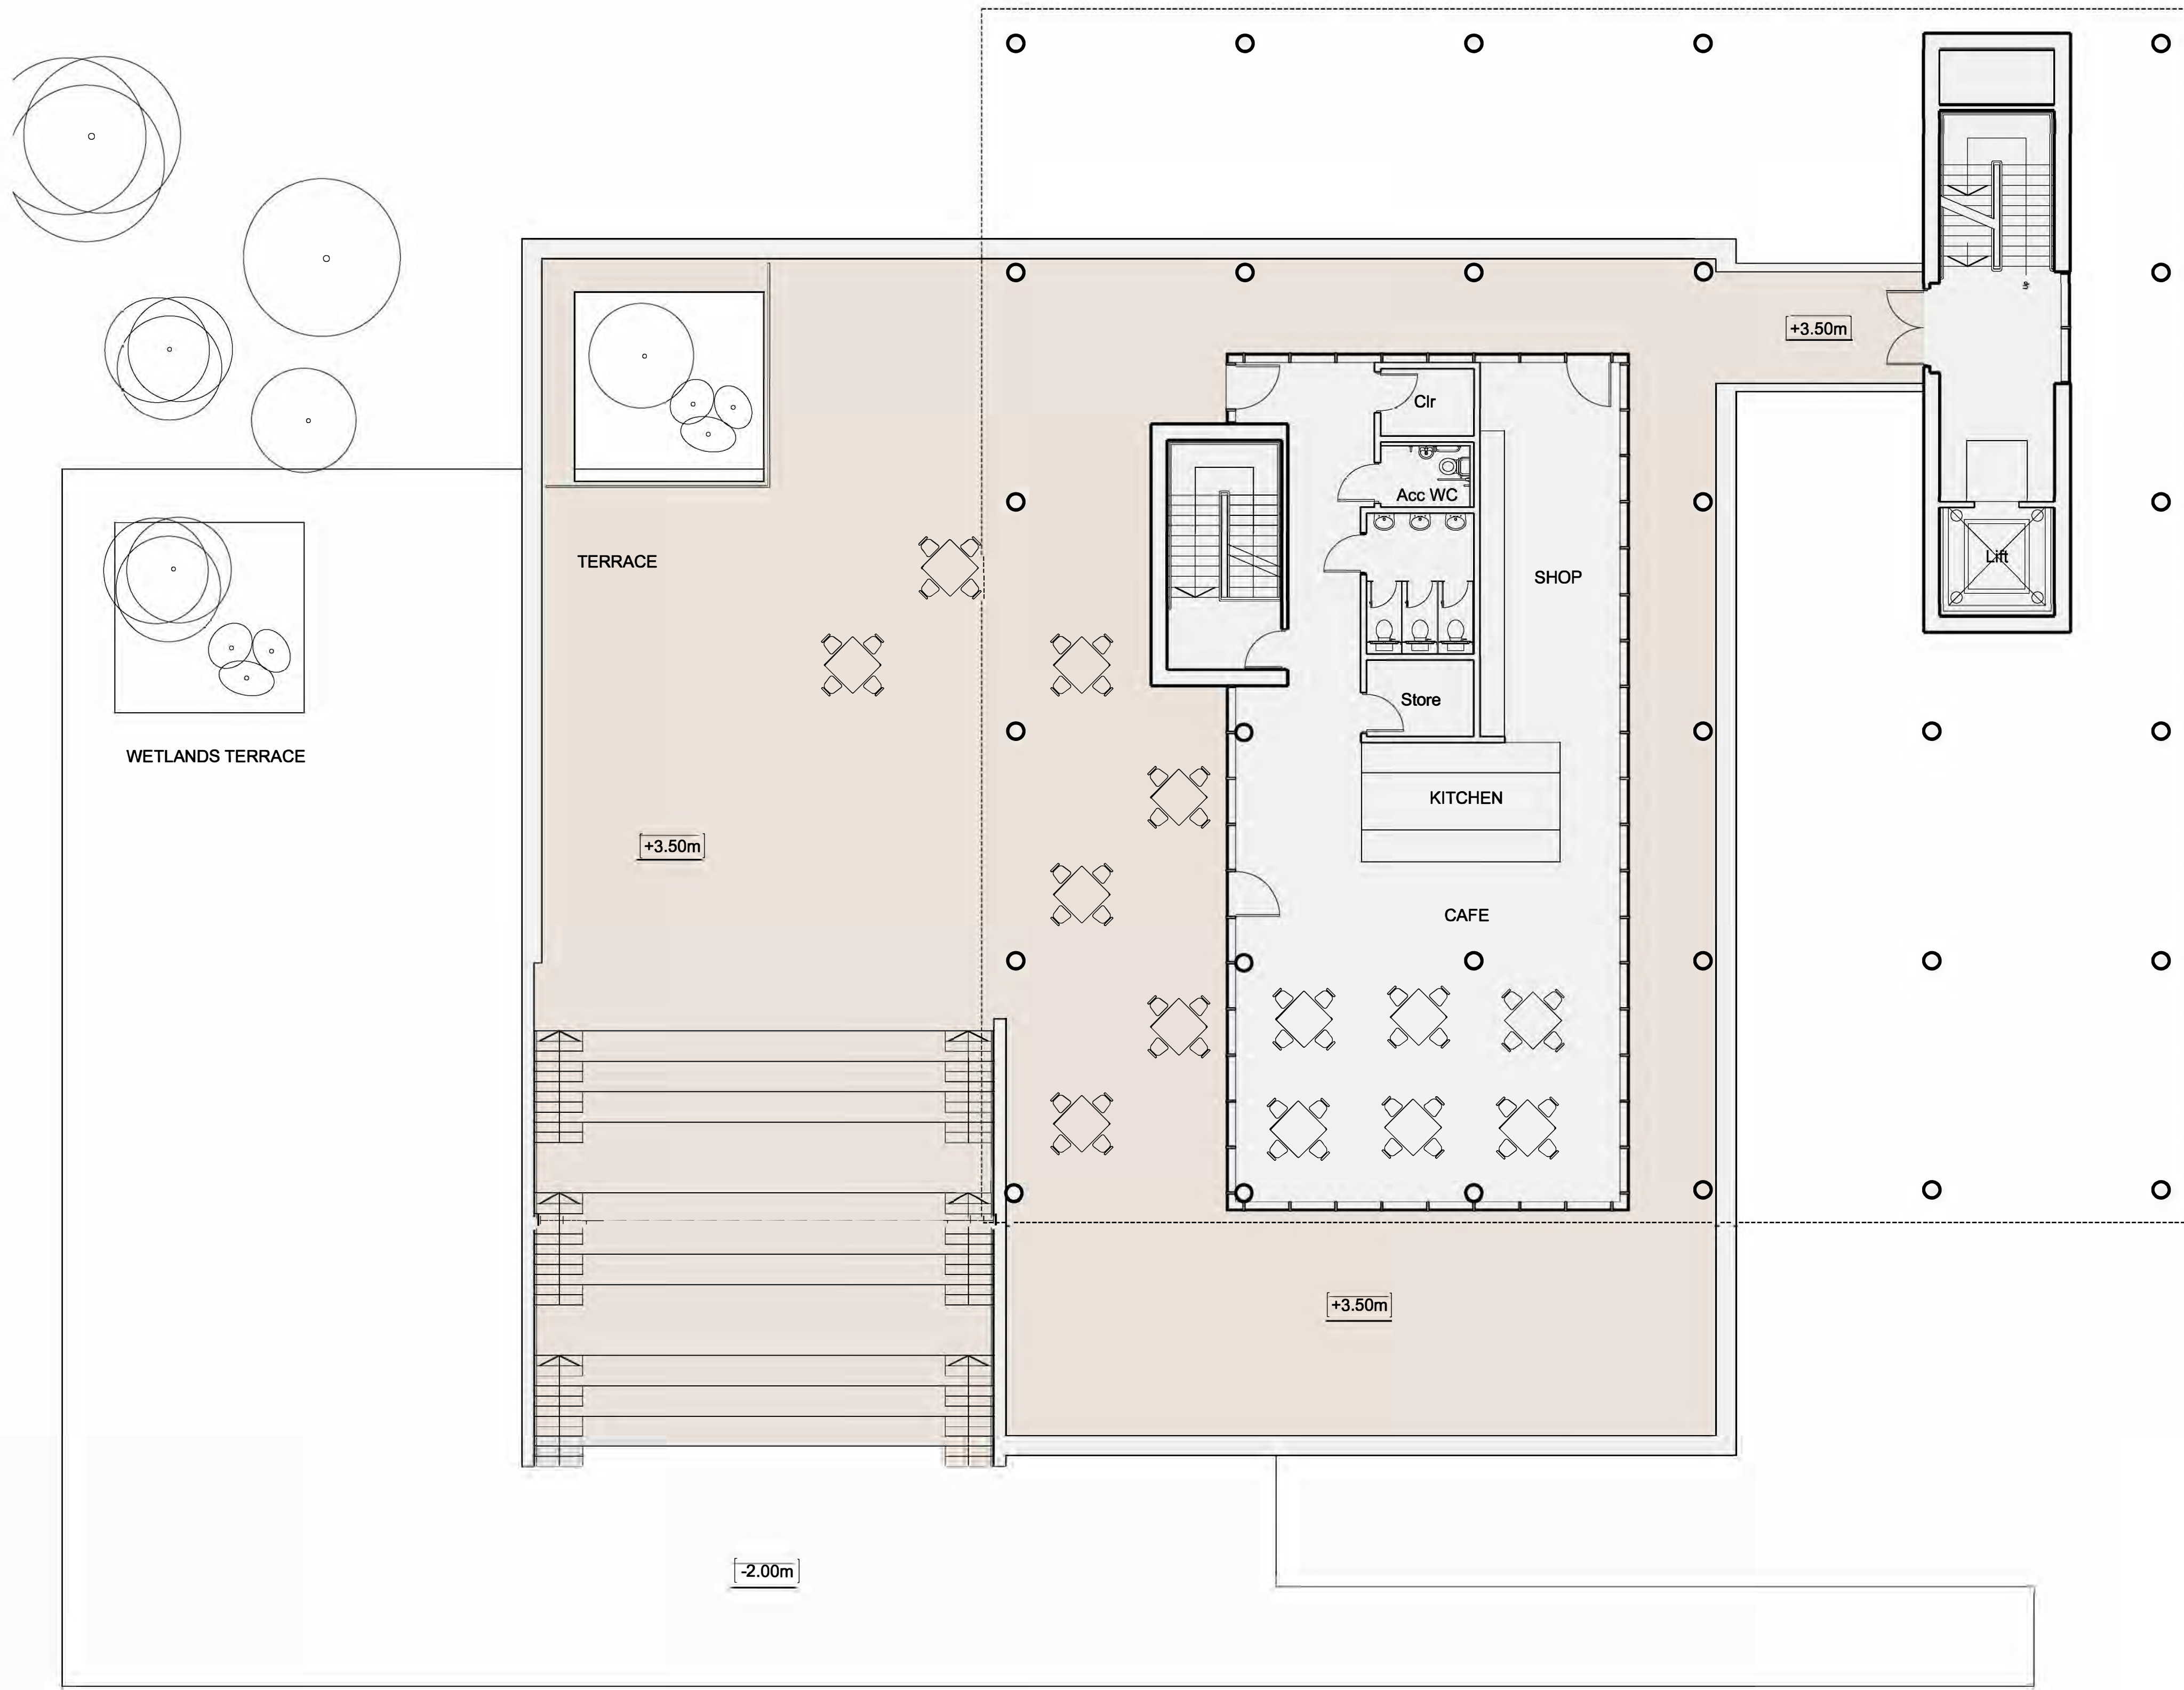 Up
+3.50m
Clr
Acc WC
TERRACE
SHOP
Lift
Store
WETLANDS TERRACE
KITCHEN
+3.50m
CAFE
+3.50m
-2.00m